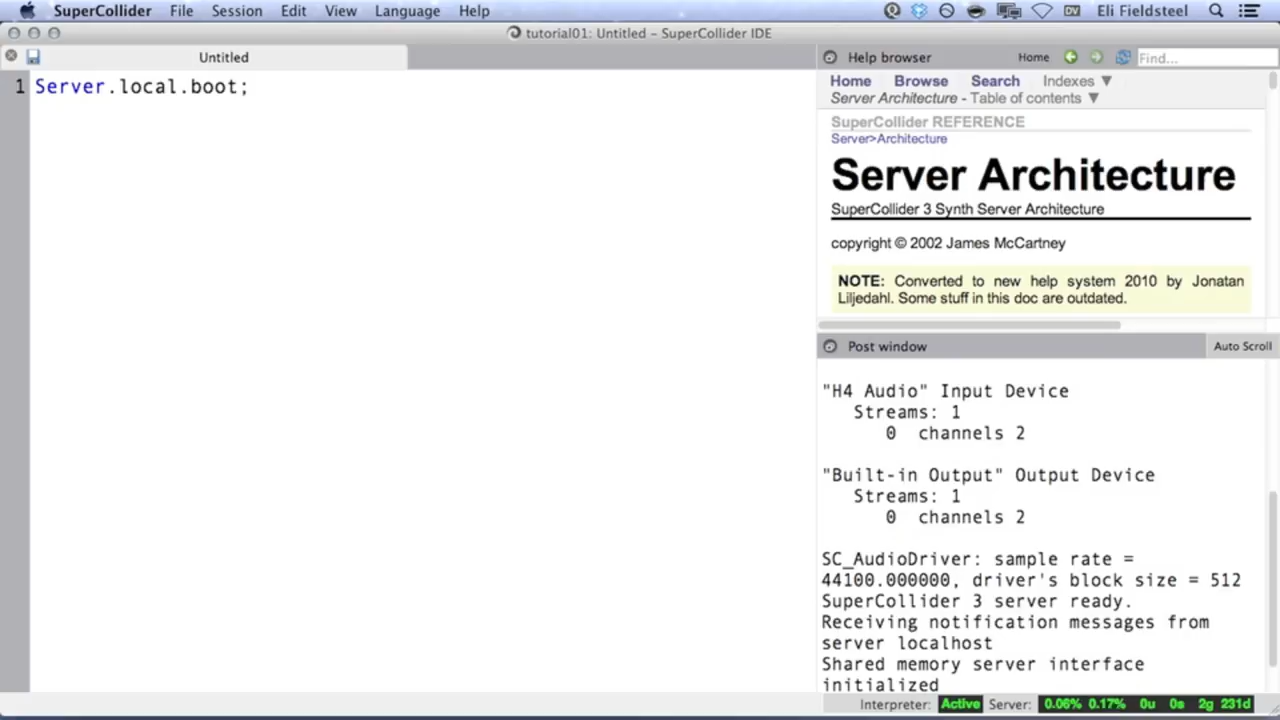 SuperCollider File Session Edit View Language Help DV Eli Fieldsteel
tutorial01: Untitled – SuperCollider IDE
Untitled
1 Server.local.boot;
Help browser Home Find...
Home Browse Search Indexes ▼
Server Architecture - Table of contents ▼
SuperCollider REFERENCE
Server>Architecture
Server Architecture
SuperCollider 3 Synth Server Architecture
copyright © 2002 James McCartney
NOTE: Converted to new help system 2010 by Jonatan
Liljedahl. Some stuff in this doc are outdated.
Post window Auto Scroll
"H4 Audio" Input Device
Streams: 1
0 channels 2
"Built-in Output" Output Device
Streams: 1
0 channels 2
SC_AudioDriver: sample rate =
44100.000000, driver's block size = 512
SuperCollider 3 server ready.
Receiving notification messages from
server localhost
Shared memory server interface
initialized
Interpreter: Active Server: 0.06% 0.17% 0u 0s 2g 231d